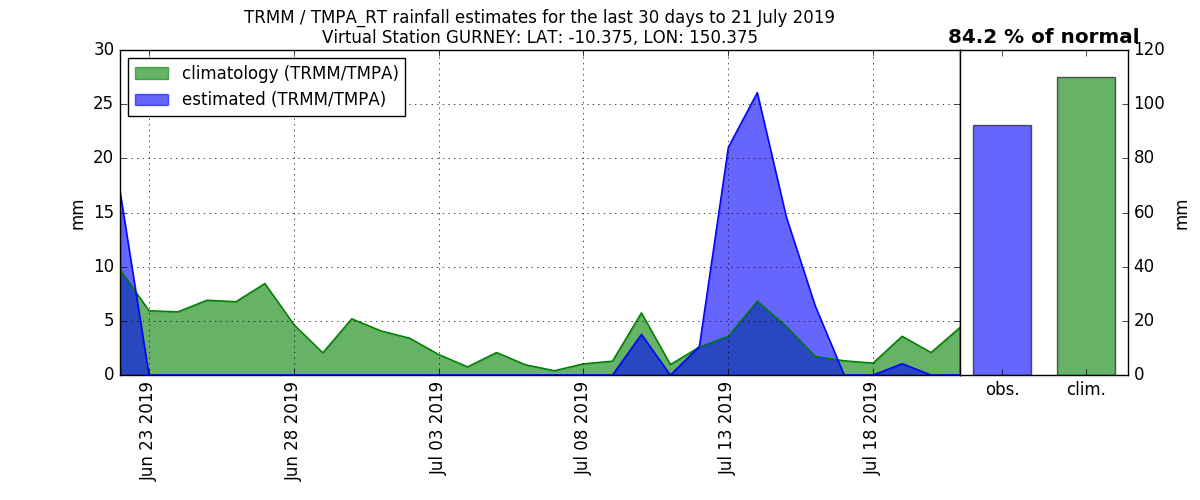 TRMM / TMPA_RT rainfall estimates for the last 30 days to 21 July 2019
Virtual Station GURNEY: LAT: -10.375, LON: 150.375
84.2 % of normal
climatology (TRMM/TMPA)
estimated (TRMM/TMPA)
mm
30
25
20
15
10
5
0
Jun 23 2019
Jun 28 2019
Jul 03 2019
Jul 08 2019
Jul 13 2019
Jul 18 2019
obs.
clim.
120
100
80
60
40
20
0
mm